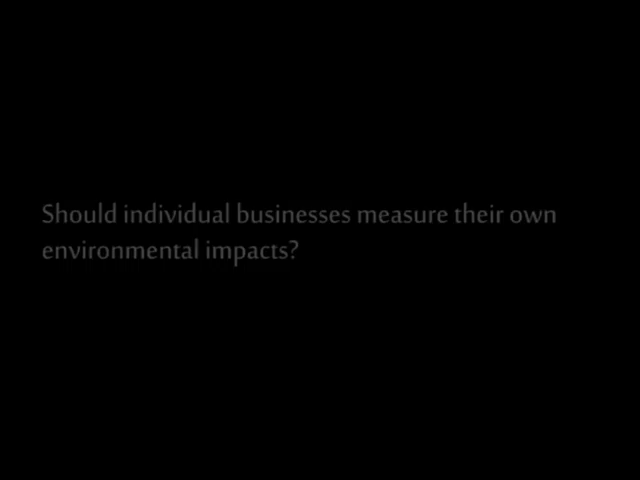 Should individual businesses measure their own
environmental impacts?